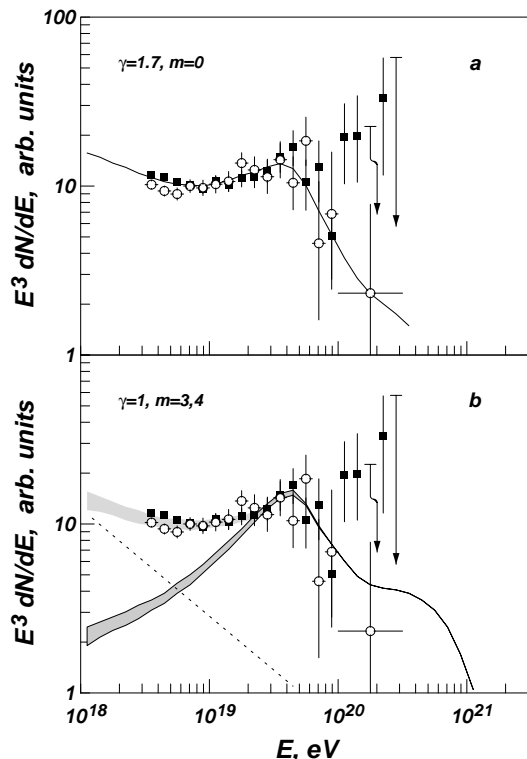 100
γ=1.7, m=0
a
10
E³ dN/dE, arb. units
1
γ=1, m=3,4
b
10
E³ dN/dE, arb. units
1
10¹⁸ 10¹⁹ 10²⁰ 10²¹
E, eV